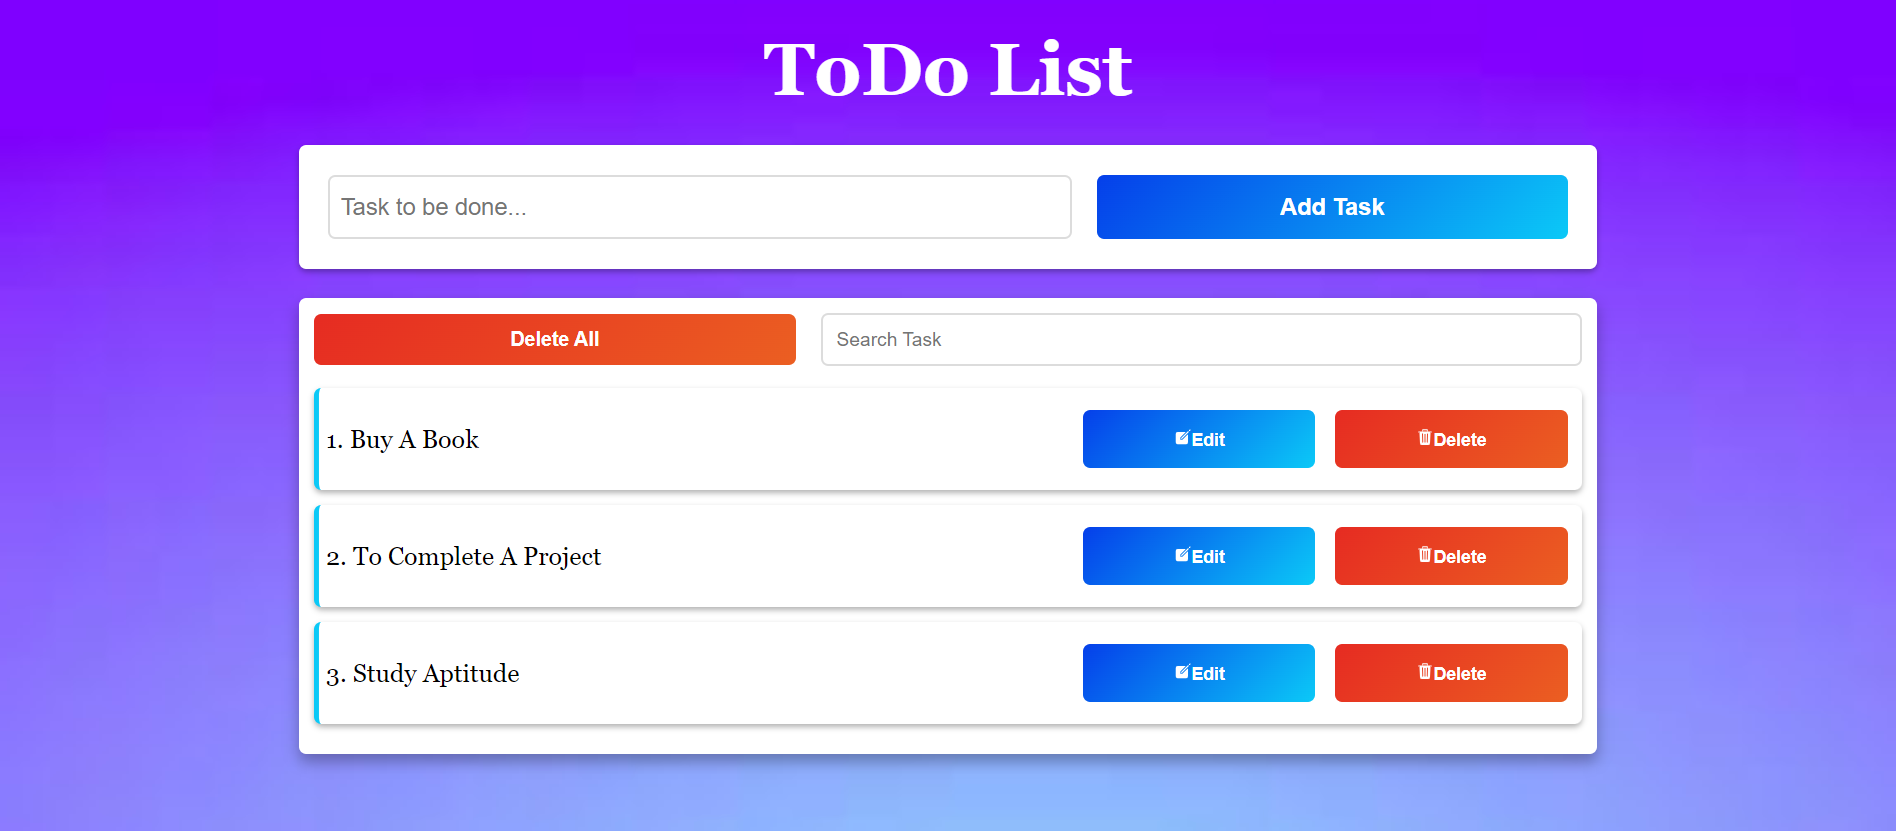 ToDo List
Task to be done...
Add Task
Delete All
Search Task
1. Buy A Book
Edit
Delete
2. To Complete A Project
Edit
Delete
3. Study Aptitude
Edit
Delete